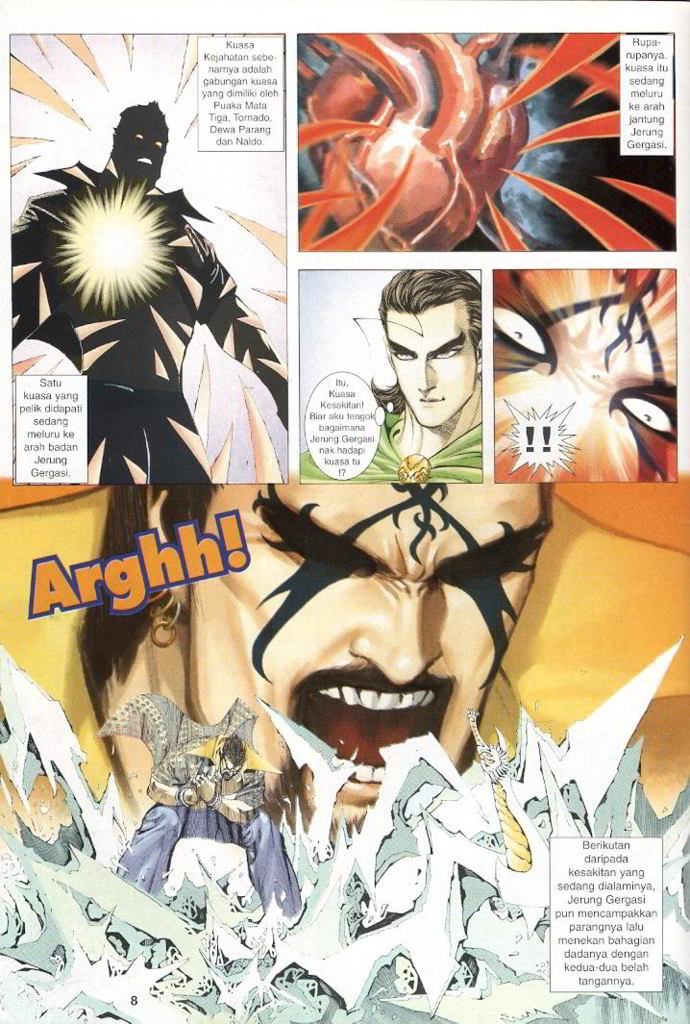 Kuasa
Kejahatan sebe-
narnya adalah
gabungan kuasa
yang dimiliki oleh
Puaka Mata
Tiga, Tornado,
Dewa Parang
dan Naldo.
Rupa-
rupanya,
kuasa itu
sedang
meluru
ke arah
jantung
Jerung
Gergasi.
Satu
kuasa yang
pelik didapati
sedang
meluru ke
arah badan
Jerung
Gergasi.
Itu,
Kuasa
Kesakitan!
Biar aku tengok
bagaimana
Jerung Gergasi
nak hadapi
kuasa tu
!?
!!
Arghh!
Berikutan
daripada
kesakitan yang
sedang dialaminya,
Jerung Gergasi
pun mencampakkan
parangnya lalu
menekan bahagian
dadanya dengan
kedua-dua belah
tangannya.
8